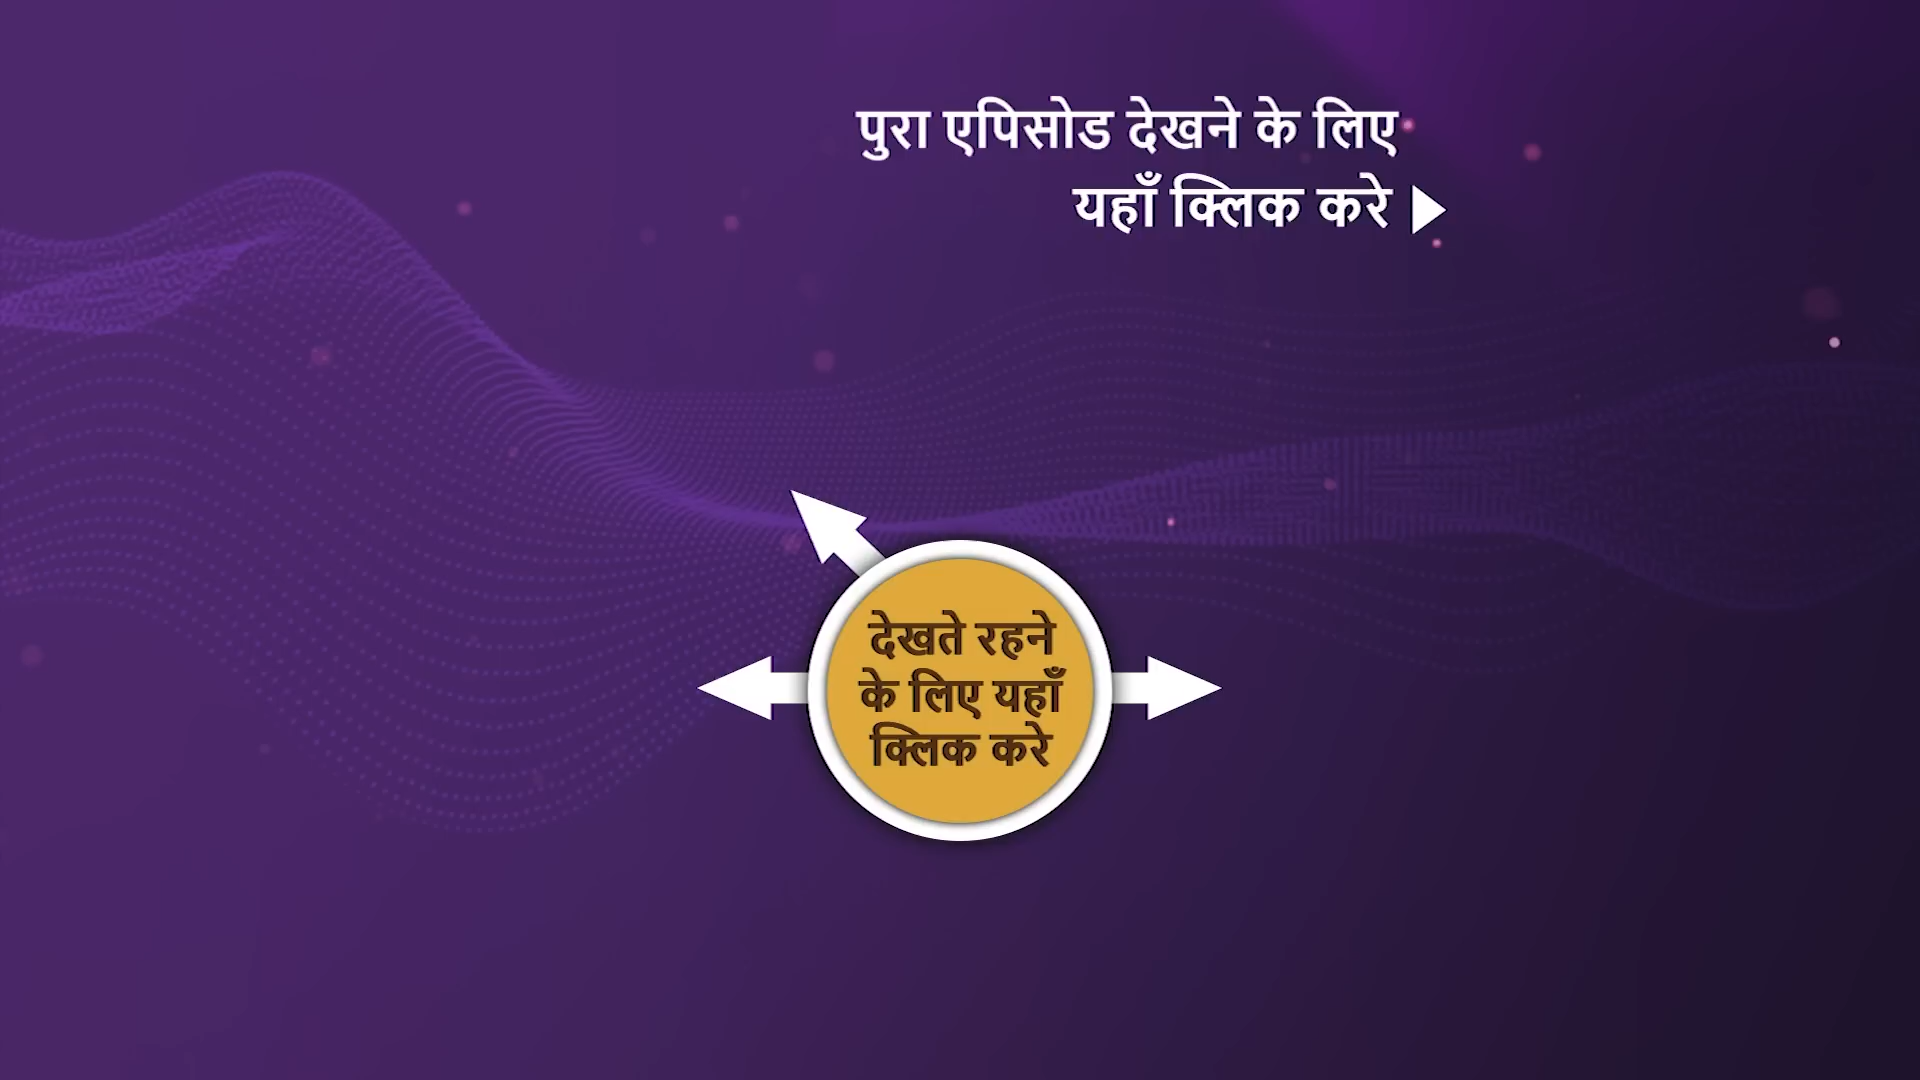 पुरा एपिसोड देखने के लिए
यहाँ क्लिक करे
देखते रहने
के लिए यहाँ
क्लिक करे